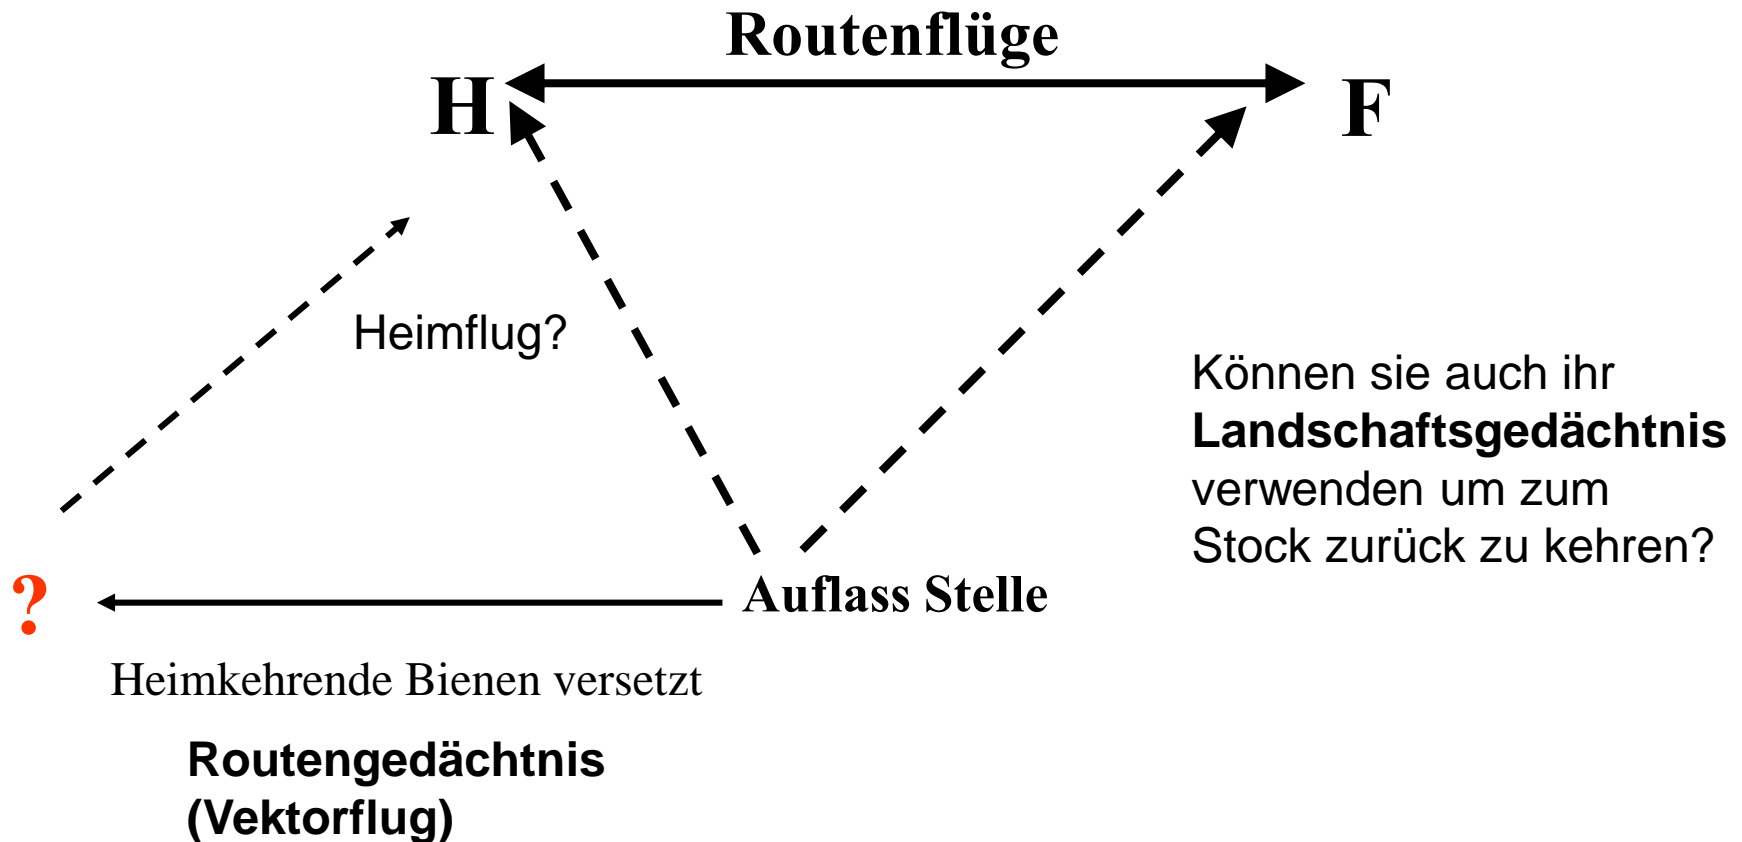 Routenflüge
H
F
Heimflug?
Können sie auch ihr
Landschaftsgedächtnis
verwenden um zum
Stock zurück zu kehren?
?
Auflass Stelle
Heimkehrende Bienen versetzt
Routengedächtnis
(Vektorflug)